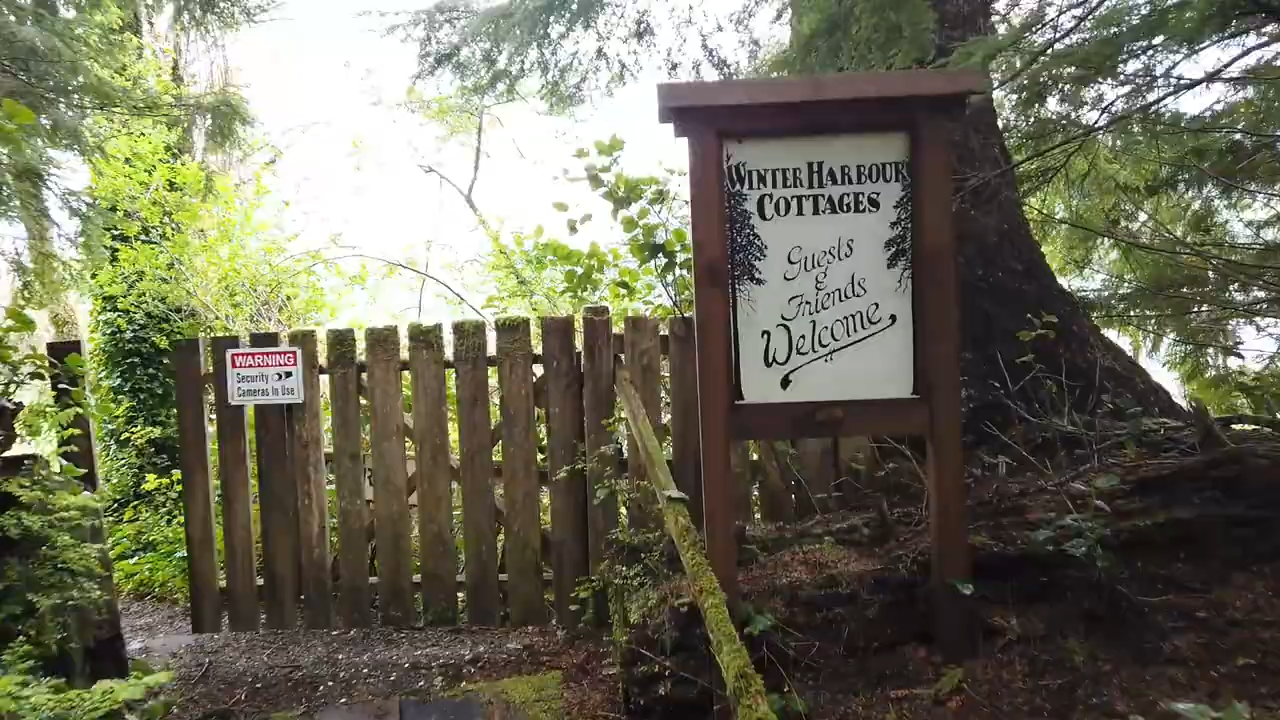 WARNING
Security
Cameras In Use
WINTER HARBOUR
COTTAGES
Guests
&
Friends
Welcome